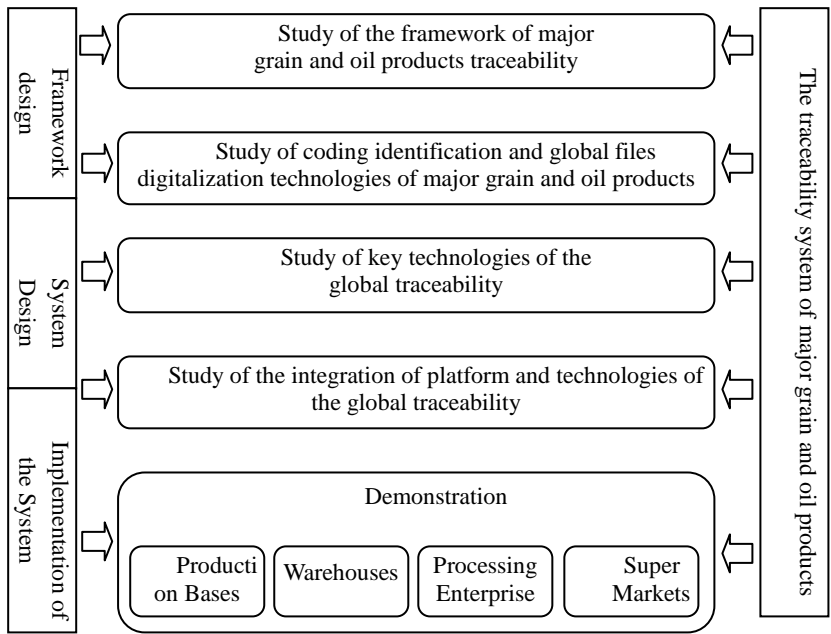 Framework
design
System
Design
Implementation of
the System
Study of the framework of major
grain and oil products traceability
Study of coding identification and global files
digitalization technologies of major grain and oil products
Study of key technologies of the
global traceability
Study of the integration of platform and technologies of
the global traceability
Demonstration
Producti
on Bases
Warehouses
Processing
Enterprise
Super
Markets
The traceability system of major grain and oil products